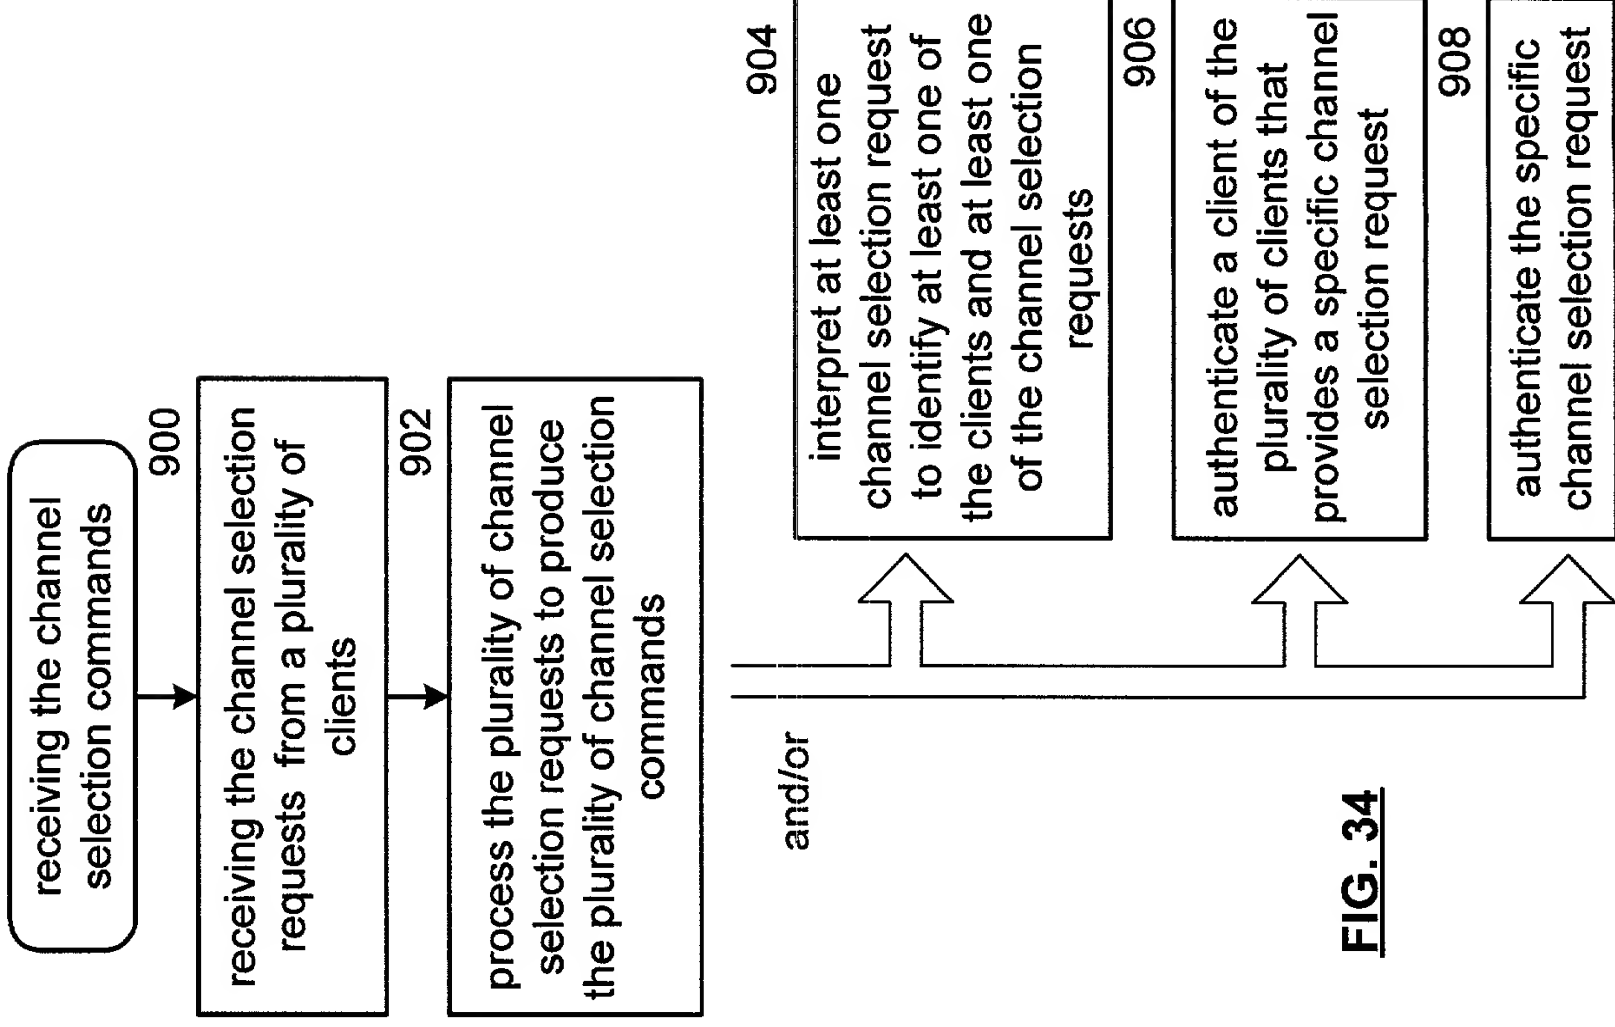 receiving the channel
selection commands
900
receiving the channel selection
requests from a plurality of
clients
902
process the plurality of channel
selection requests to produce
the plurality of channel selection
commands
and/or
904
interpret at least one
channel selection request
to identify at least one of
the clients and at least one
of the channel selection
requests
906
authenticate a client of the
plurality of clients that
provides a specific channel
selection request
908
authenticate the specific
channel selection request
FIG. 34